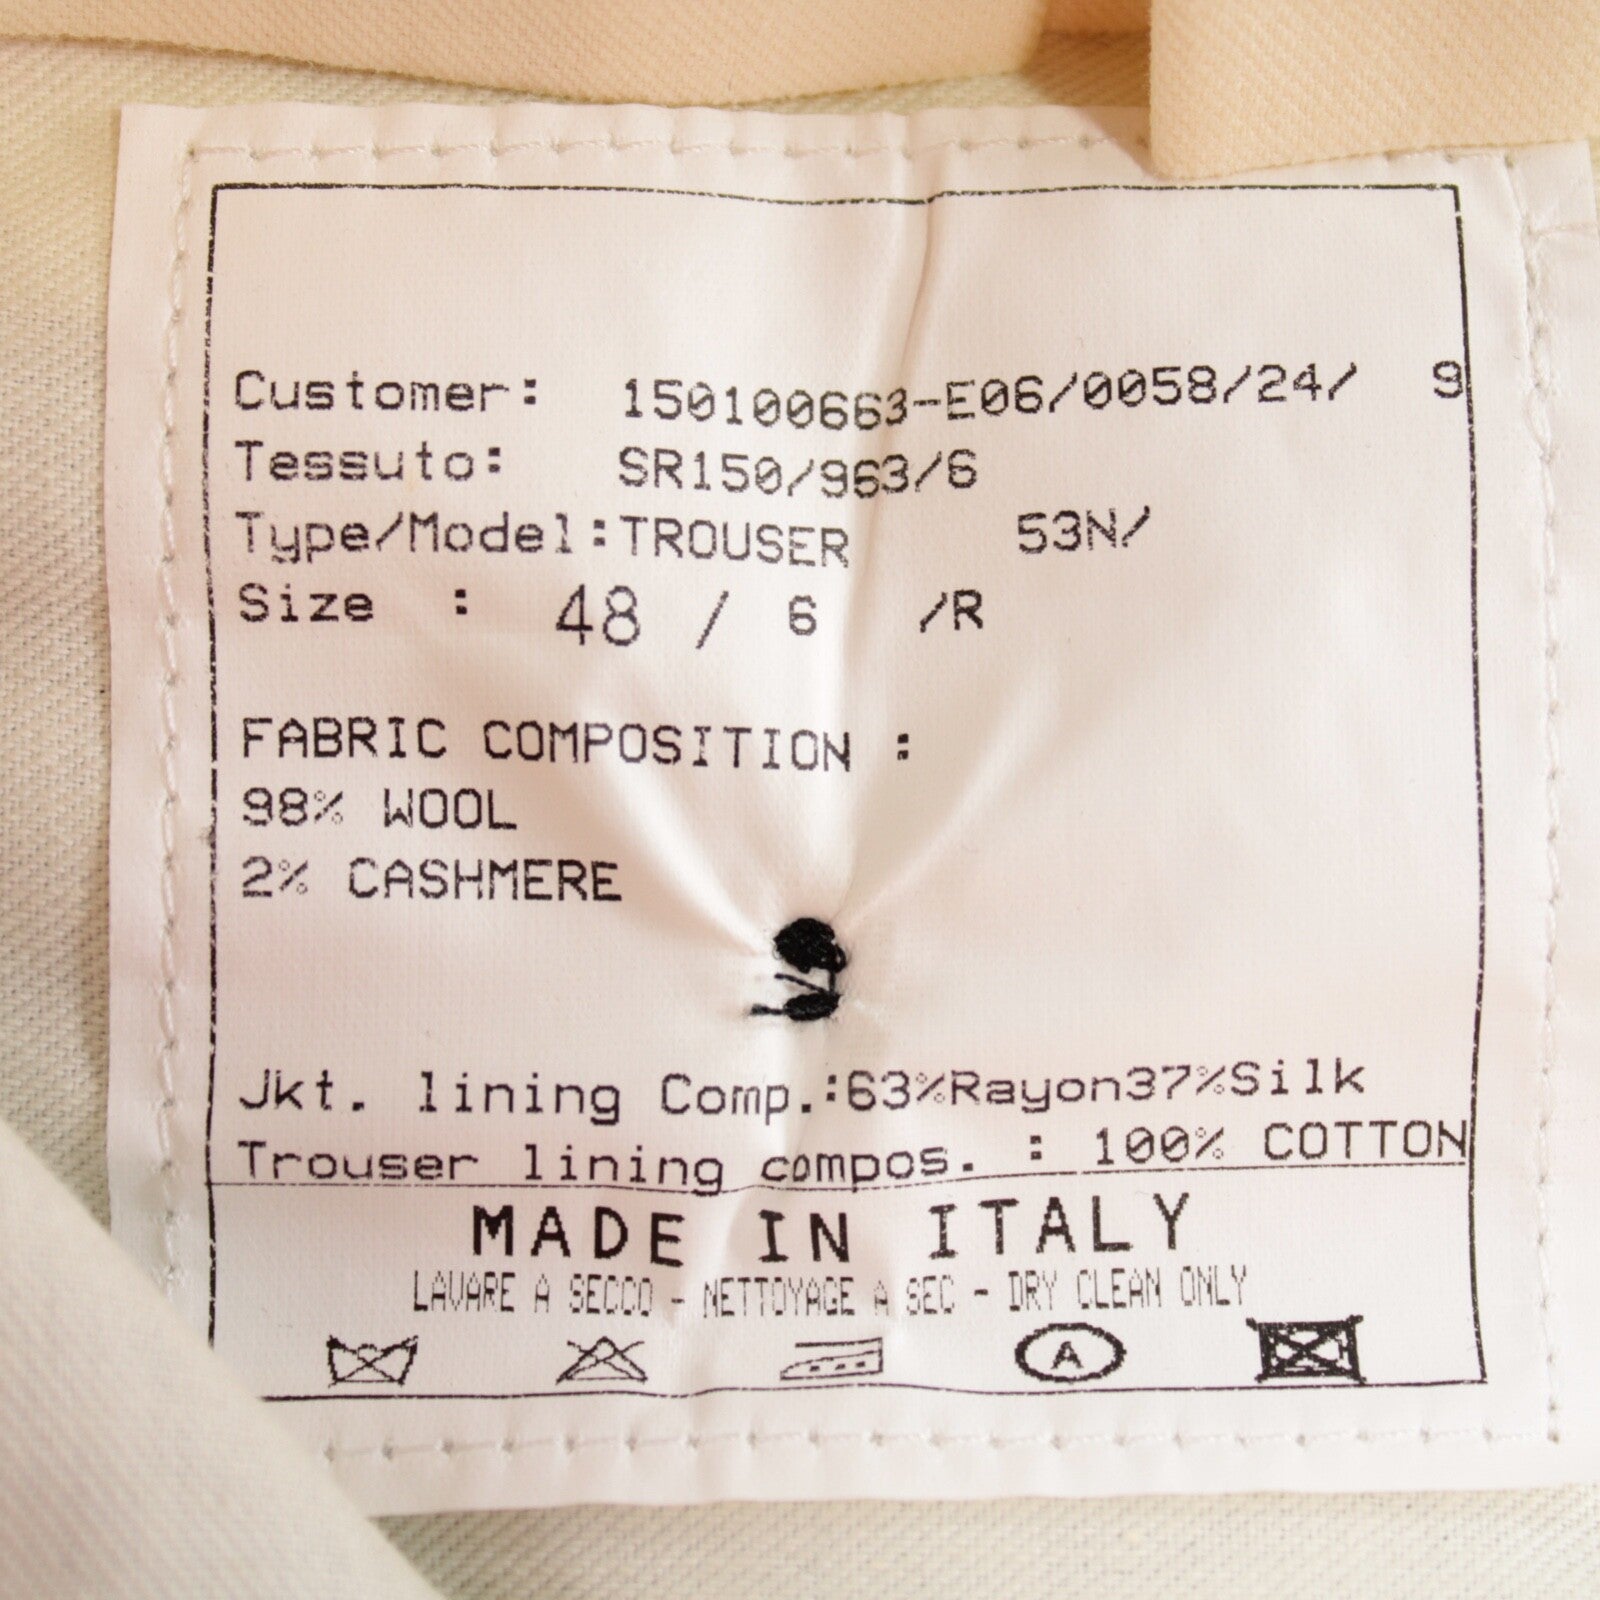 Customer: 150100663-E06/0058/24/ 9
Tessuto: SR150/963/6
Type/Model:TROUSER 53N/
Size : 48 / 6 /R
FABRIC COMPOSITION :
98% WOOL
2% CASHMERE
Jkt. lining Comp.:63%Rayon37%Silk
Trouser lining compos. : 100% COTTON
MADE IN ITALY
LAVARE A SECCO - NETTOYAGE A SEC - DRY CLEAN ONLY
A